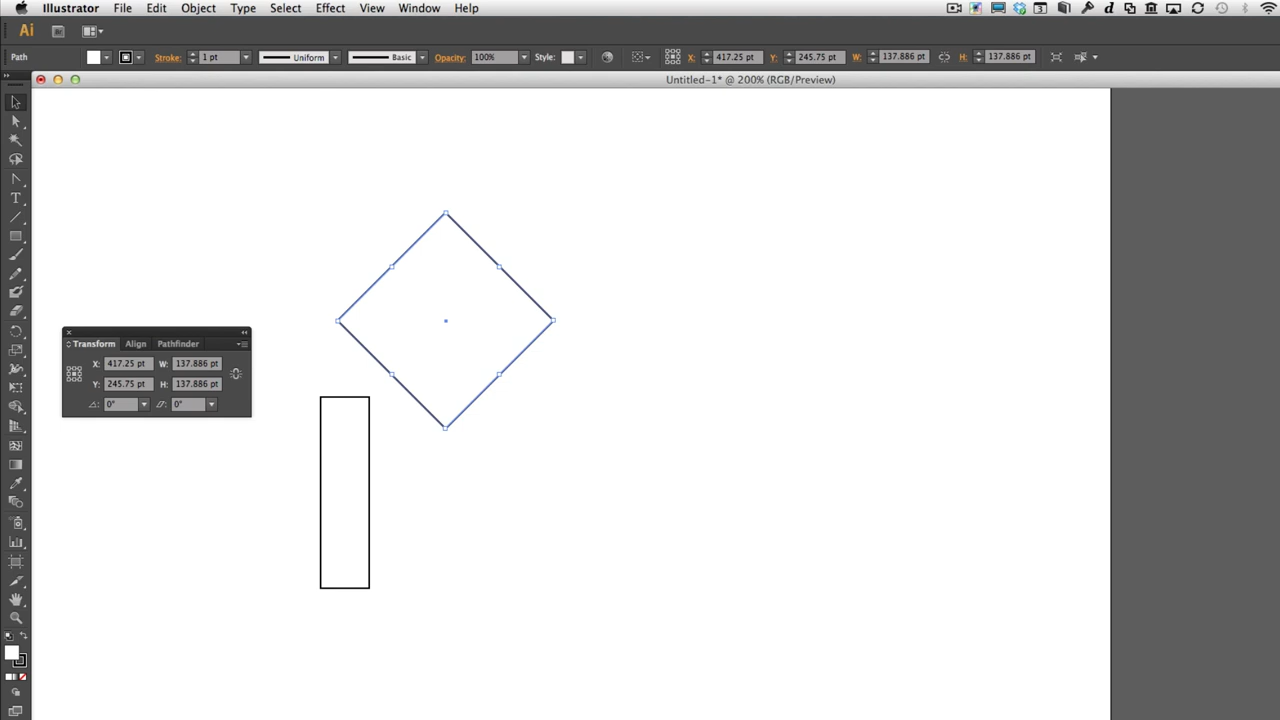 Illustrator File Edit Object Type Select Effect View Window Help
Ai Br
Path Stroke: 1 pt Uniform Basic Opacity: 100% Style: X: 417.25 pt Y: 245.75 pt W: 137.886 pt H: 137.886 pt
Untitled-1* @ 200% (RGB/Preview)
T
Transform Align Pathfinder
X: 417.25 pt W: 137.886 pt
Y: 245.75 pt H: 137.886 pt
0° 0°